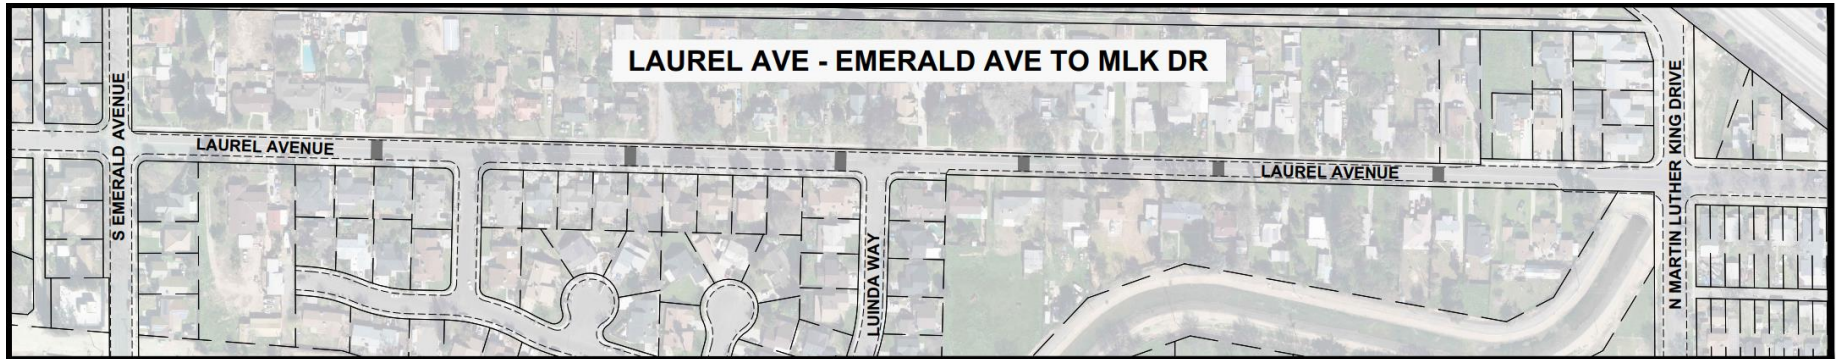 LAUREL AVE - EMERALD AVE TO MLK DR
S EMERALD AVENUE
LAUREL AVENUE
LUINDA WAY
LAUREL AVENUE
N MARTIN LUTHER KING DRIVE